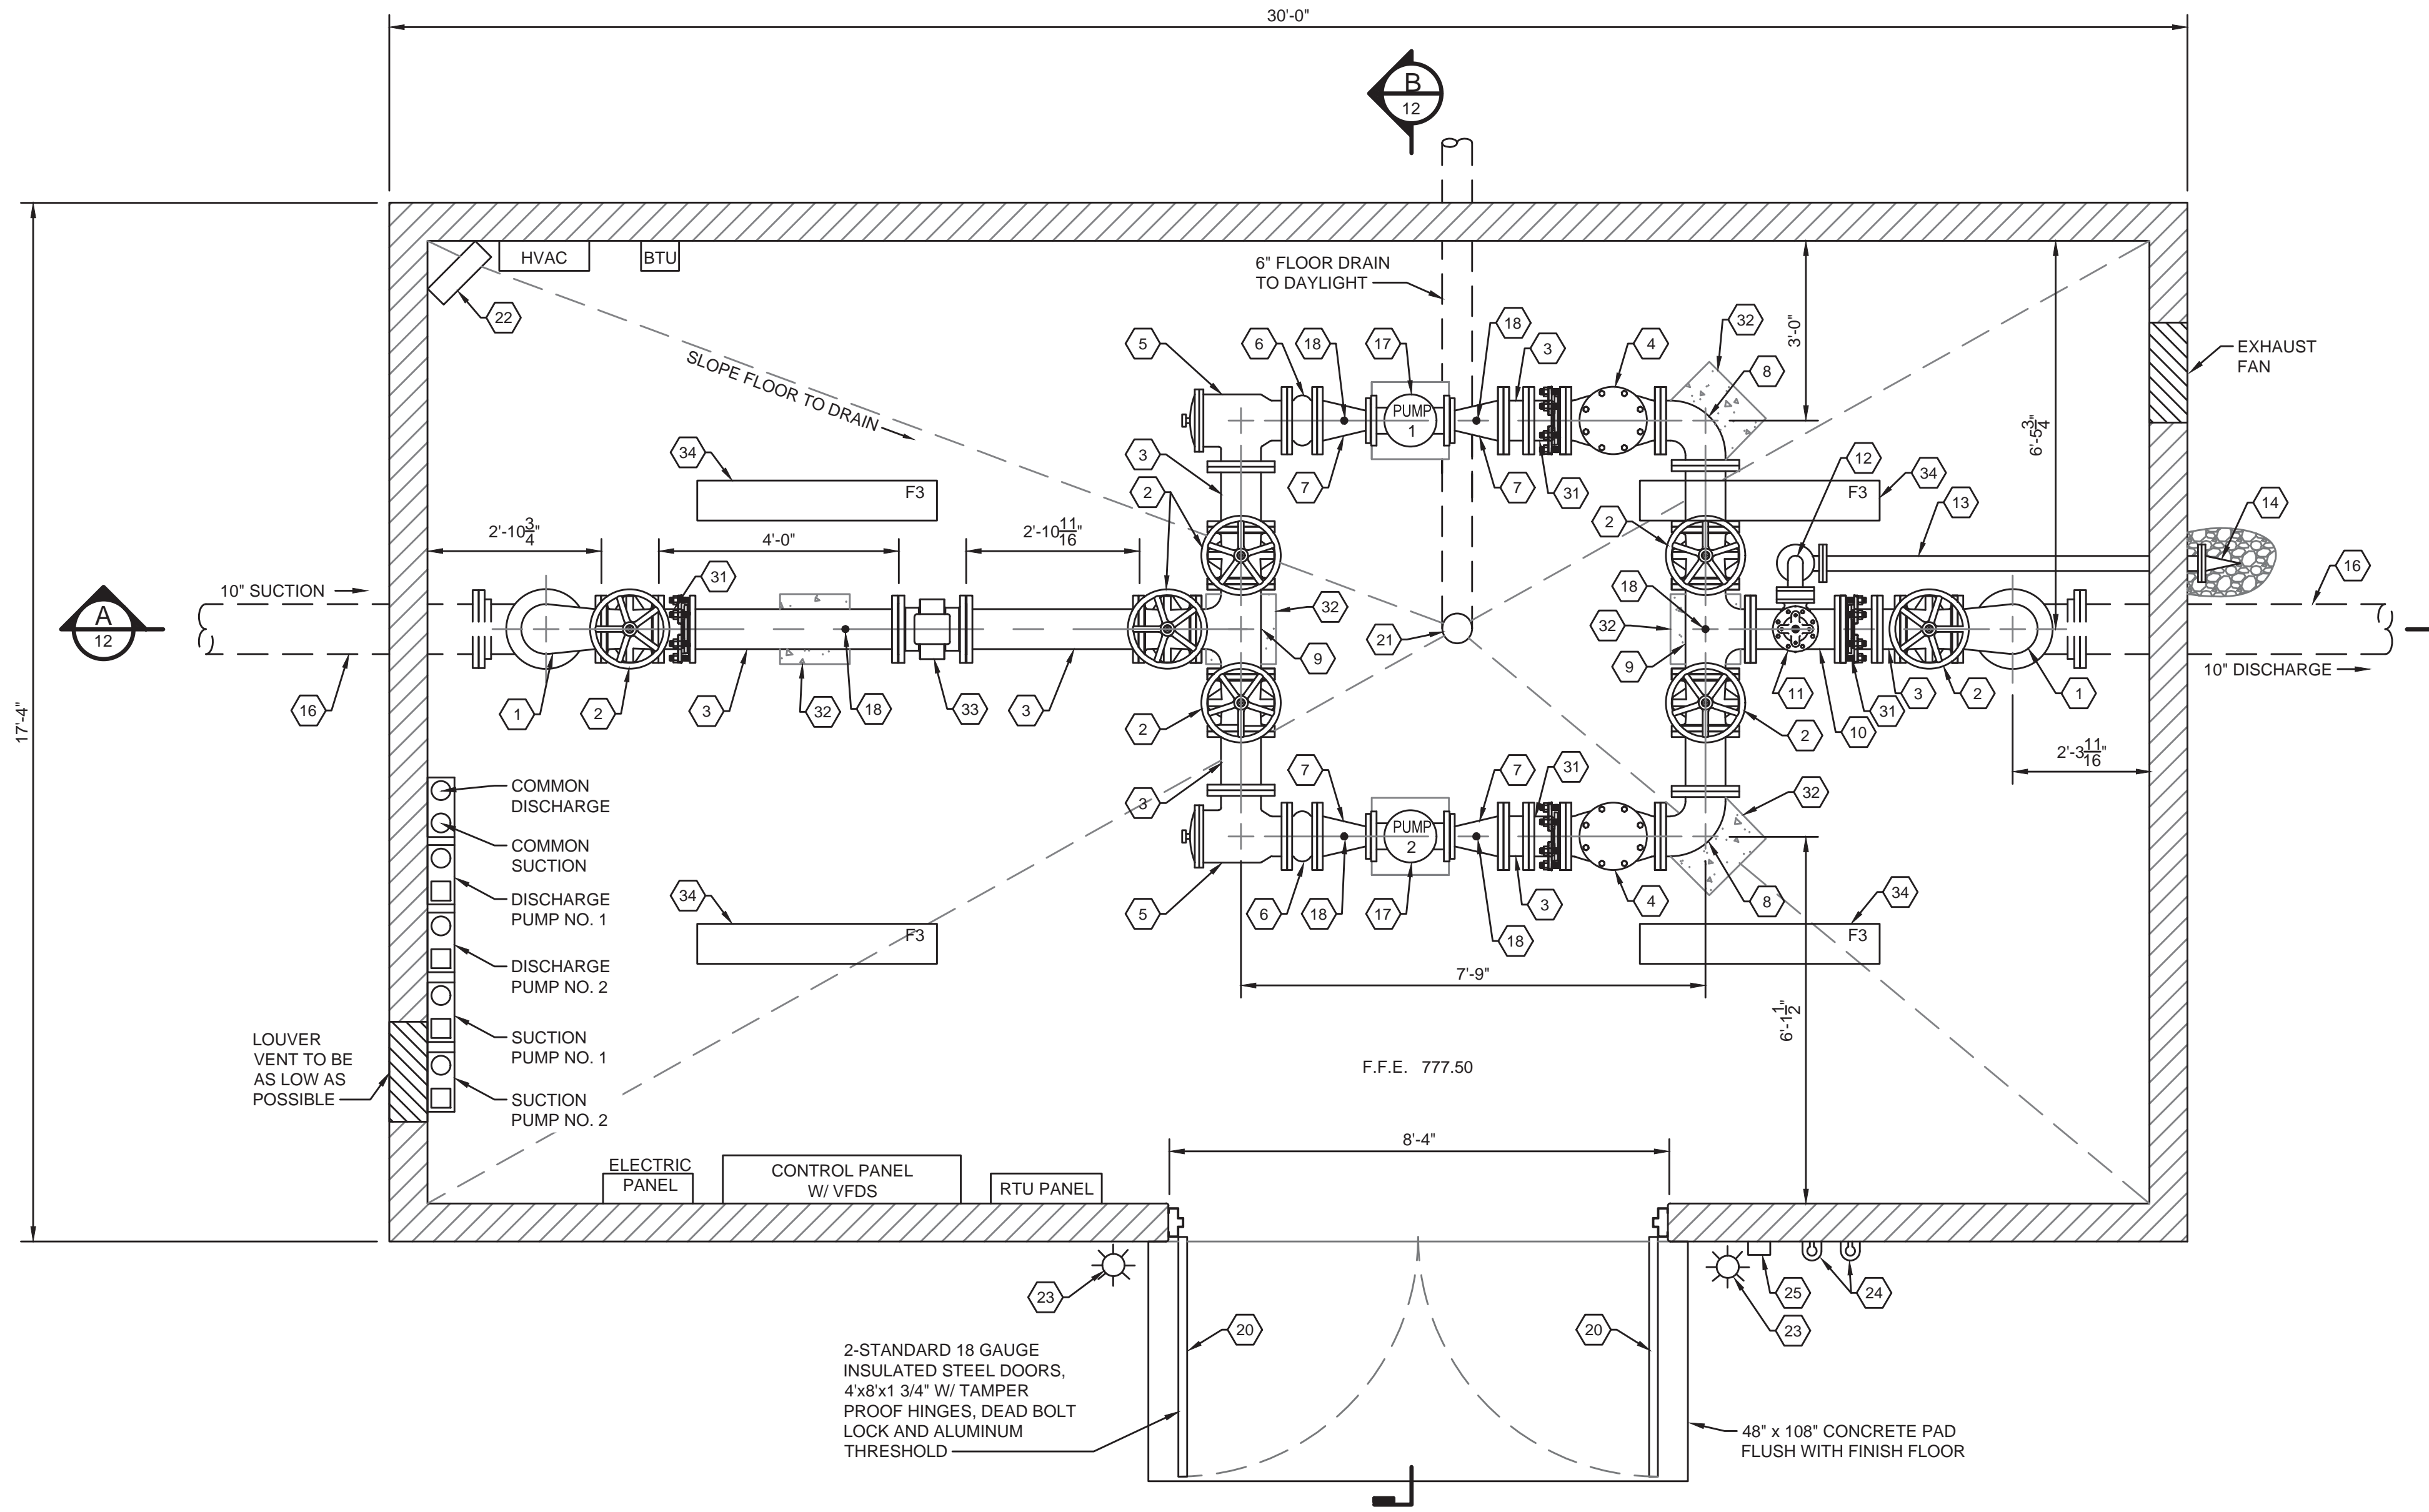 30'-0"
B
12
HVAC
BTU
6" FLOOR DRAIN
TO DAYLIGHT
22
SLOPE FLOOR TO DRAIN
5
6
18
17
18
3
4
32
8
3'-0"
6'-5 3/4"
EXHAUST
FAN
PUMP
1
34
F3
3
2
7
7
31
2
12
F3
34
13
14
16
2'-10 3/4"
4'-0"
2'-10 11/16"
10" SUCTION
31
A
12
32
18
32
21
9
9
10" DISCHARGE
16
1
2
3
32
18
33
3
2
11
10
31
3
2
1
2
2'-3 11/16"
17'-4"
COMMON
DISCHARGE
COMMON
SUCTION
DISCHARGE
PUMP NO. 1
DISCHARGE
PUMP NO. 2
SUCTION
PUMP NO. 1
SUCTION
PUMP NO. 2
3
7
7
31
32
PUMP
2
34
F3
5
6
18
17
18
3
4
8
34
F3
7'-9"
6'-1 1/2"
LOUVER
VENT TO BE
AS LOW AS
POSSIBLE
F.F.E. 777.50
8'-4"
ELECTRIC
PANEL
CONTROL PANEL
W/ VFDS
RTU PANEL
23
20
20
25
24
23
2-STANDARD 18 GAUGE
INSULATED STEEL DOORS,
4'x8'x1 3/4" W/ TAMPER
PROOF HINGES, DEAD BOLT
LOCK AND ALUMINUM
THRESHOLD
48" x 108" CONCRETE PAD
FLUSH WITH FINISH FLOOR